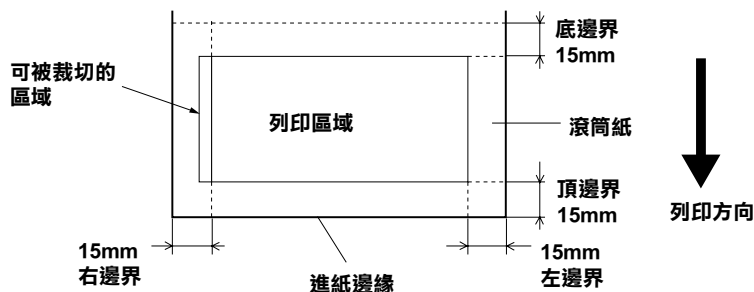 底邊界
15mm
可被裁切的
區域
列印區域
滾筒紙
頂邊界
15mm
列印方向
15mm
右邊界
進紙邊緣
15mm
左邊界